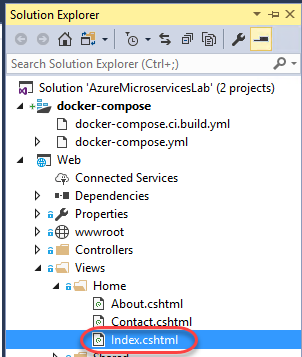 Solution Explorer
Search Solution Explorer (Ctrl+;)
Solution 'AzureMicroservicesLab' (2 projects)
docker-compose
docker-compose.ci.build.yml
docker-compose.yml
Web
Connected Services
Dependencies
Properties
wwwroot
Controllers
Views
Home
About.cshtml
Contact.cshtml
Index.cshtml
Shared